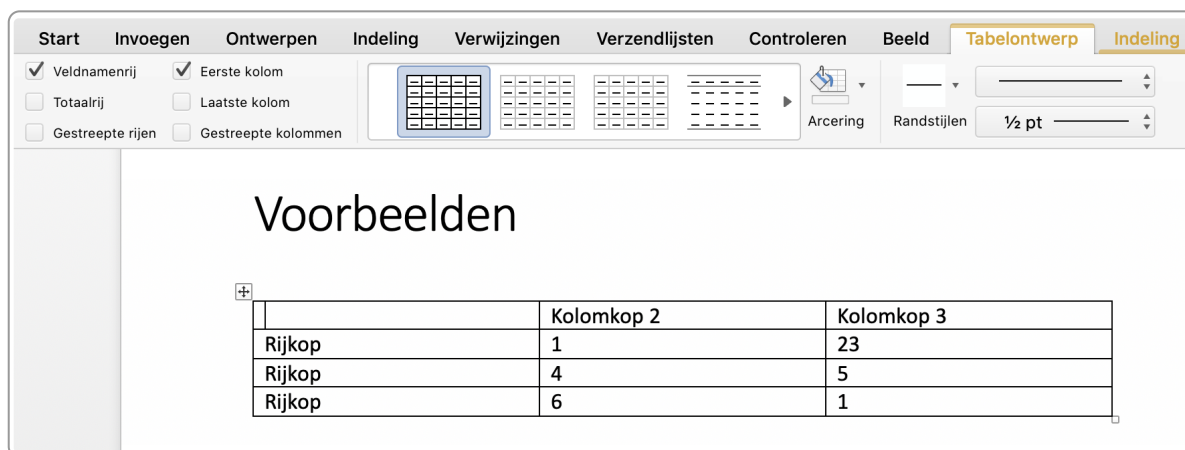 Start Invoegen Ontwerpen Indeling Verwijzingen Verzendlijsten Controleren Beeld Tabelontwerp Indeling
Veldnamenrij Eerste kolom
Totaalrij Laatste kolom
Gestreepte rijen Gestreepte kolommen
Arcering Randstijlen ½ pt
Voorbeelden
Kolomkop 2 Kolomkop 3
Rijkop 1 23
Rijkop 4 5
Rijkop 6 1